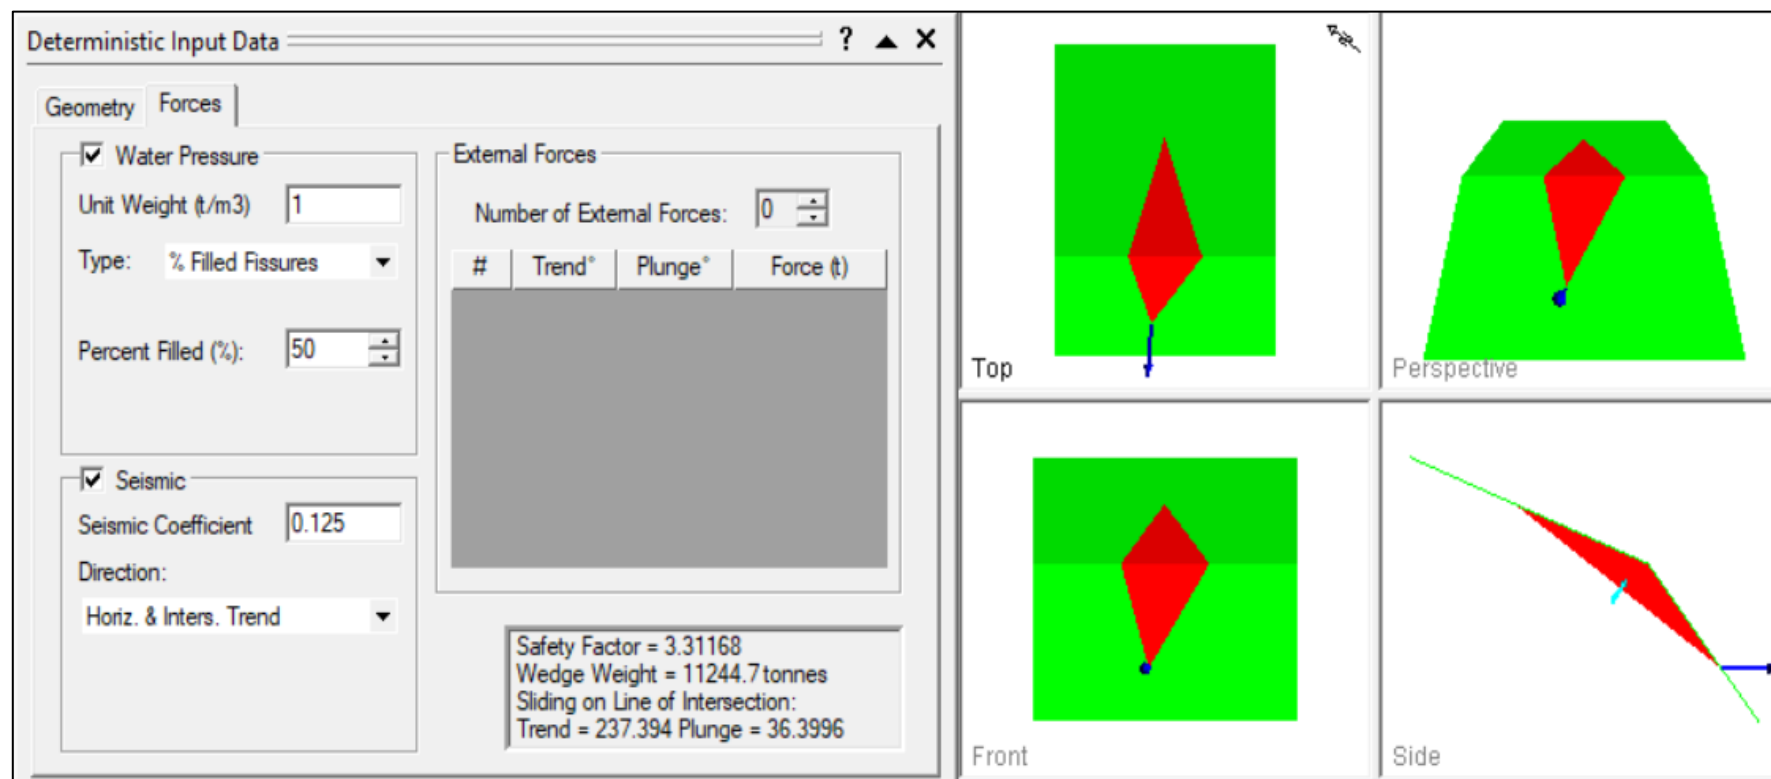 Deterministic Input Data
?
Geometry
Forces
Water Pressure
Unit Weight (t/m3)
1
Type:
% Filled Fissures
Percent Filled (%):
50
Seismic
Seismic Coefficient
0.125
Direction:
Horiz. & Inters. Trend
External Forces
Number of External Forces:
0
# Trend° Plunge° Force (t)
Safety Factor = 3.31168
Wedge Weight = 11244.7 tonnes
Sliding on Line of Intersection:
Trend = 237.394 Plunge = 36.3996
Top
Perspective
Front
Side